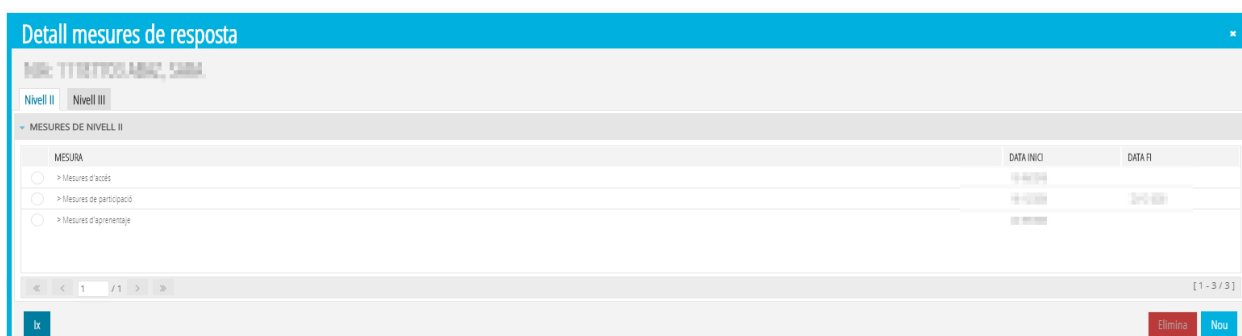 Detall mesures de resposta
Nivell II Nivell III
MESURES DE NIVELL II
MESURA DATA INICI DATA FI
> Mesures d'accés
> Mesures de participació
> Mesures d'aprenentatje
1 / 1 [ 1 - 3 / 3 ]
Ix Elimina Nou